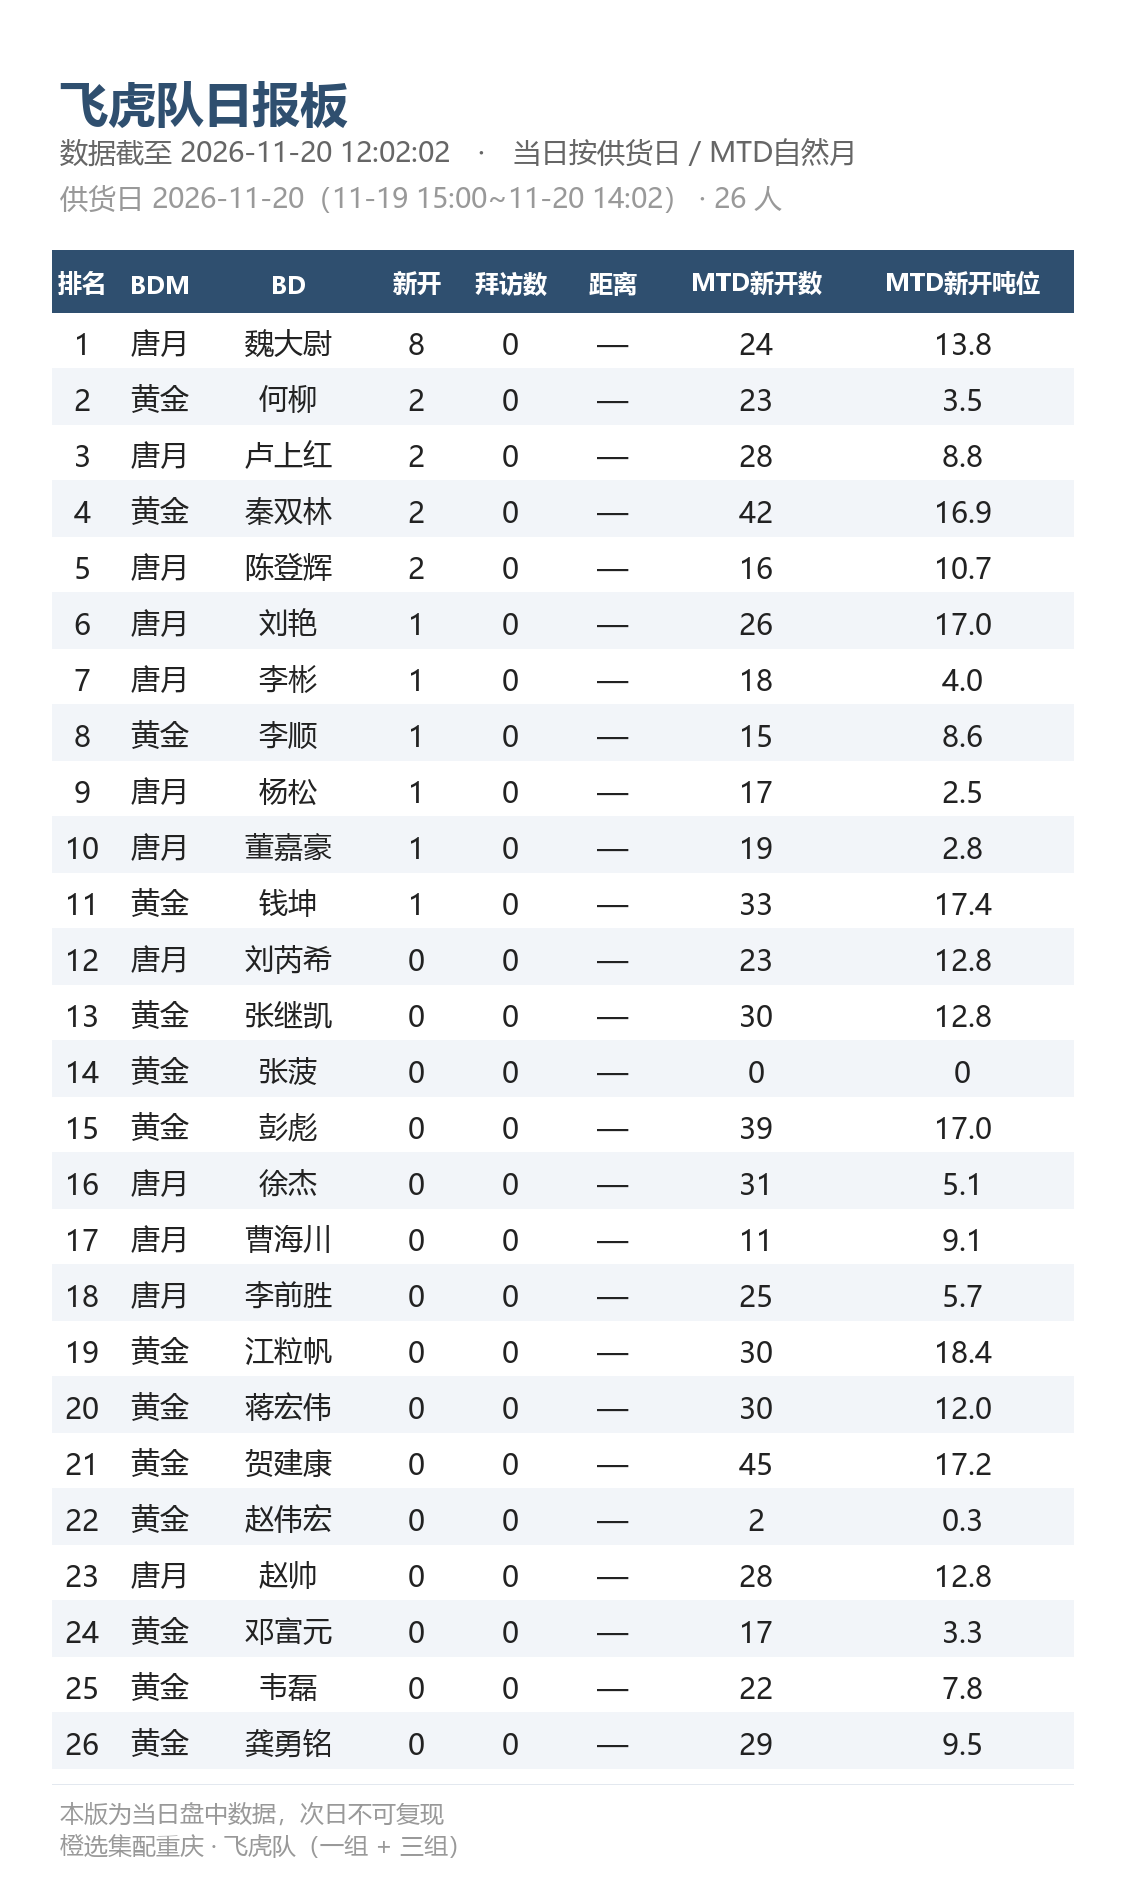 飞虎队日报板
数据截至 2026-11-20 12:02:02 · 当日按供货日 / MTD自然月
供货日 2026-11-20（11-19 15:00~11-20 14:02） · 26 人
排名 BDM BD 新开 拜访数 距离 MTD新开数 MTD新开吨位
1 唐月 魏大尉 8 0 — 24 13.8
2 黄金 何柳 2 0 — 23 3.5
3 唐月 卢上红 2 0 — 28 8.8
4 黄金 秦双林 2 0 — 42 16.9
5 唐月 陈登辉 2 0 — 16 10.7
6 唐月 刘艳 1 0 — 26 17.0
7 唐月 李彬 1 0 — 18 4.0
8 黄金 李顺 1 0 — 15 8.6
9 唐月 杨松 1 0 — 17 2.5
10 唐月 董嘉豪 1 0 — 19 2.8
11 黄金 钱坤 1 0 — 33 17.4
12 唐月 刘芮希 0 0 — 23 12.8
13 黄金 张继凯 0 0 — 30 12.8
14 黄金 张菠 0 0 — 0 0
15 黄金 彭彪 0 0 — 39 17.0
16 唐月 徐杰 0 0 — 31 5.1
17 唐月 曹海川 0 0 — 11 9.1
18 唐月 李前胜 0 0 — 25 5.7
19 黄金 江粒帆 0 0 — 30 18.4
20 黄金 蒋宏伟 0 0 — 30 12.0
21 黄金 贺建康 0 0 — 45 17.2
22 黄金 赵伟宏 0 0 — 2 0.3
23 唐月 赵帅 0 0 — 28 12.8
24 黄金 邓富元 0 0 — 17 3.3
25 黄金 韦磊 0 0 — 22 7.8
26 黄金 龚勇铭 0 0 — 29 9.5
本版为当日盘中数据，次日不可复现
橙选集配重庆 · 飞虎队（一组 + 三组）